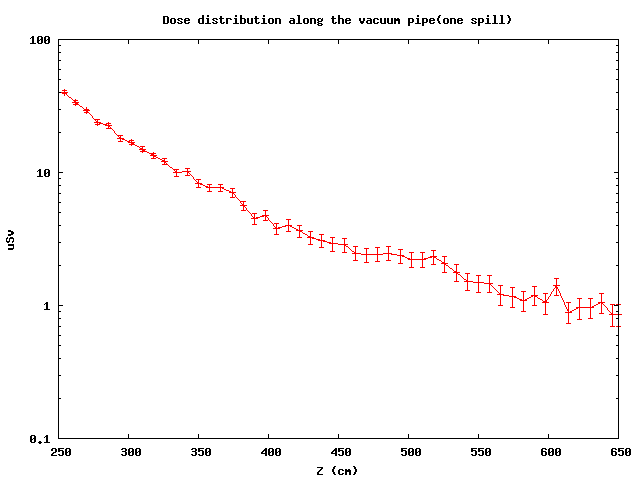 Dose distribution along the vacuum pipe(one spill)
100
10
1
0.1
uSv
250 300 350 400 450 500 550 600 650
Z (cm)